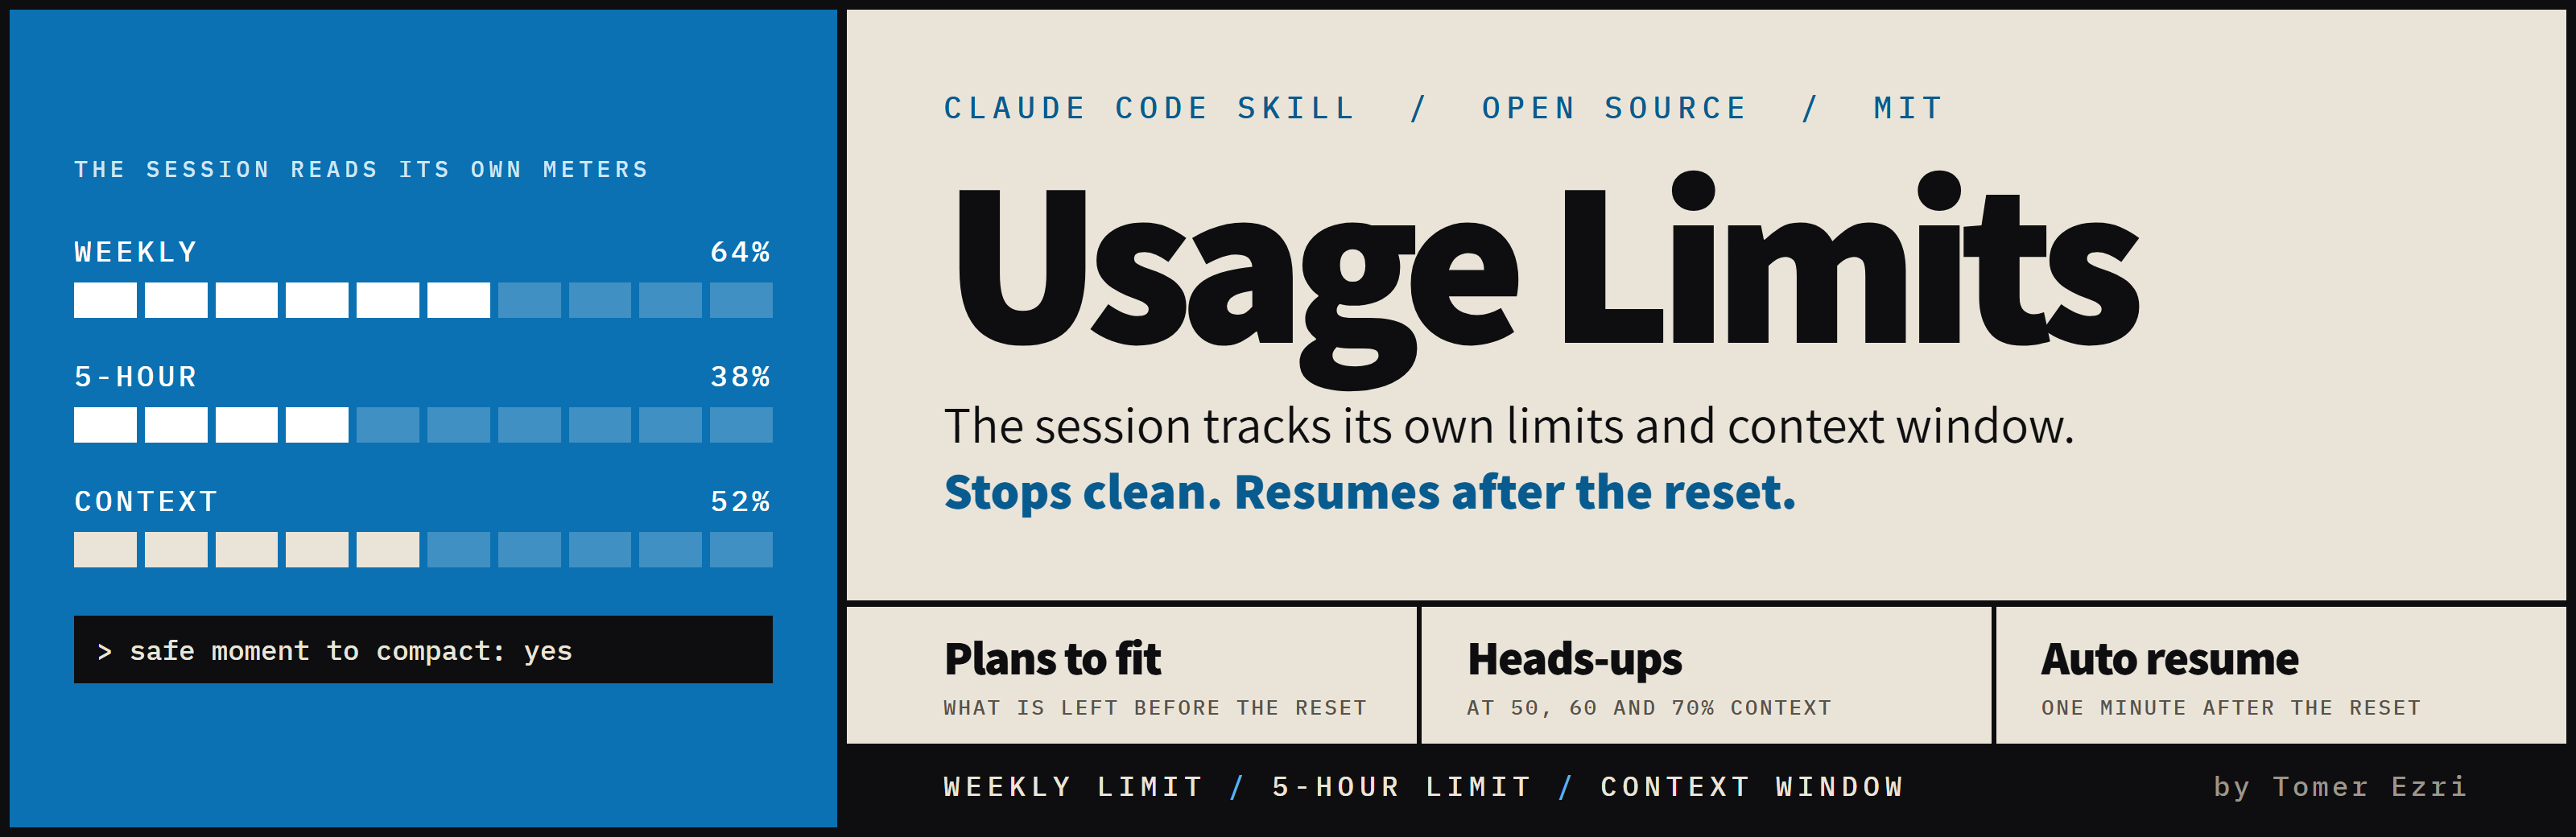 THE SESSION READS ITS OWN METERS
WEEKLY 64%
5-HOUR 38%
CONTEXT 52%
> safe moment to compact: yes
CLAUDE CODE SKILL / OPEN SOURCE / MIT
Usage Limits
The session tracks its own limits and context window.
Stops clean. Resumes after the reset.
Plans to fit
WHAT IS LEFT BEFORE THE RESET
Heads-ups
AT 50, 60 AND 70% CONTEXT
Auto resume
ONE MINUTE AFTER THE RESET
WEEKLY LIMIT / 5-HOUR LIMIT / CONTEXT WINDOW
by Tomer Ezri